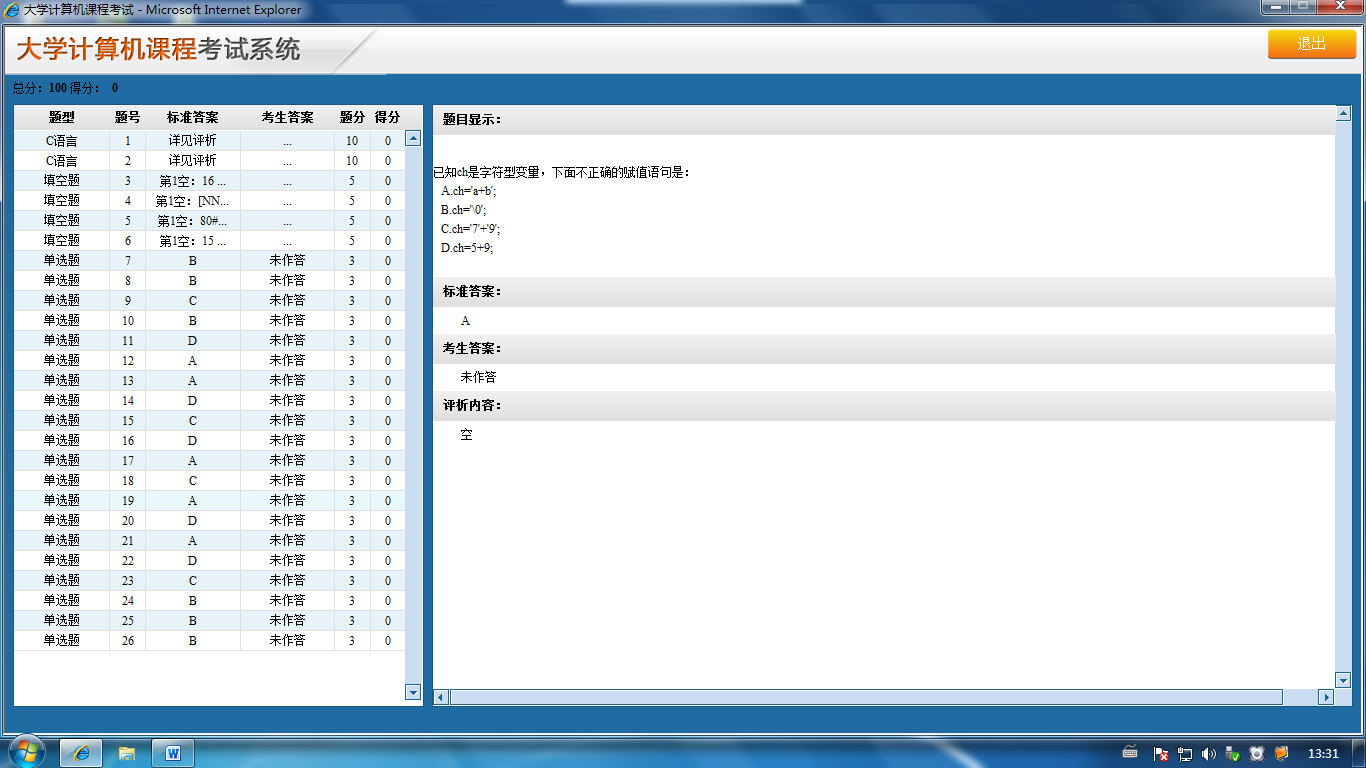 大学计算机课程考试 - Microsoft Internet Explorer
大学计算机课程考试系统
退出
总分：100 得分： 0
题型 题号 标准答案 考生答案 题分 得分
C语言 1 详见评析 ... 10 0
C语言 2 详见评析 ... 10 0
填空题 3 第1空：16 ... ... 5 0
填空题 4 第1空：[NN... ... 5 0
填空题 5 第1空：80#... ... 5 0
填空题 6 第1空：15 ... ... 5 0
单选题 7 B 未作答 3 0
单选题 8 B 未作答 3 0
单选题 9 C 未作答 3 0
单选题 10 B 未作答 3 0
单选题 11 D 未作答 3 0
单选题 12 A 未作答 3 0
单选题 13 A 未作答 3 0
单选题 14 D 未作答 3 0
单选题 15 C 未作答 3 0
单选题 16 D 未作答 3 0
单选题 17 A 未作答 3 0
单选题 18 C 未作答 3 0
单选题 19 A 未作答 3 0
单选题 20 D 未作答 3 0
单选题 21 A 未作答 3 0
单选题 22 D 未作答 3 0
单选题 23 C 未作答 3 0
单选题 24 B 未作答 3 0
单选题 25 B 未作答 3 0
单选题 26 B 未作答 3 0
题目显示：
已知ch是字符型变量，下面不正确的赋值语句是：
A.ch='a+b';
B.ch='\0';
C.ch='7'+'9';
D.ch=5+9;
标准答案：
A
考生答案：
未作答
评析内容：
空
13:31